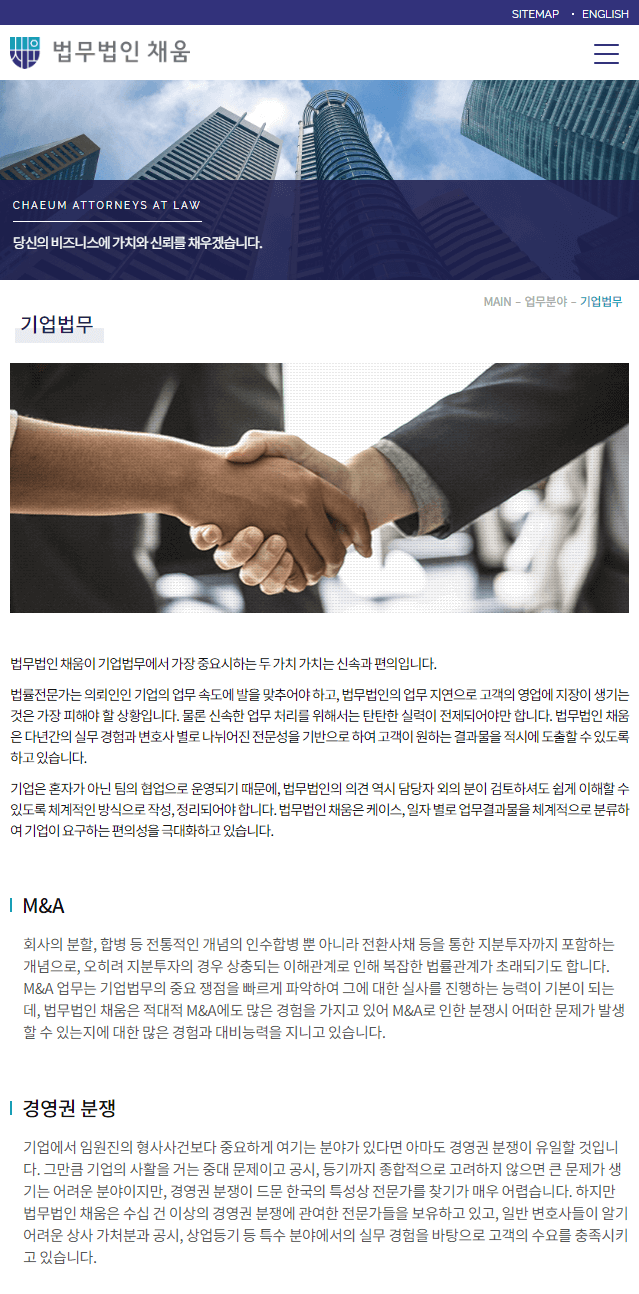 SITEMAP · ENGLISH
법무법인 채움
CHAEUM ATTORNEYS AT LAW
당신의 비즈니스에 가치와 신뢰를 채우겠습니다.
MAIN – 업무분야 – 기업법무
기업법무
법무법인 채움이 기업법무에서 가장 중요시하는 두 가치 가치는 신속과 편의입니다.
법률전문가는 의뢰인인 기업의 업무 속도에 발을 맞추어야 하고, 법무법인의 업무 지연으로 고객의 영업에 지장이 생기는
것은 가장 피해야 할 상황입니다. 물론 신속한 업무 처리를 위해서는 탄탄한 실력이 전제되어야만 합니다. 법무법인 채움
은 다년간의 실무 경험과 변호사 별로 나뉘어진 전문성을 기반으로 하여 고객이 원하는 결과물을 적시에 도출할 수 있도록
하고 있습니다.
기업은 혼자가 아닌 팀의 협업으로 운영되기 때문에, 법무법인의 의견 역시 담당자 외의 분이 검토하셔도 쉽게 이해할 수
있도록 체계적인 방식으로 작성, 정리되어야 합니다. 법무법인 채움은 케이스, 일자 별로 업무결과물을 체계적으로 분류하
여 기업이 요구하는 편의성을 극대화하고 있습니다.
M&A
회사의 분할, 합병 등 전통적인 개념의 인수합병 뿐 아니라 전환사채 등을 통한 지분투자까지 포함하는
개념으로, 오히려 지분투자의 경우 상충되는 이해관계로 인해 복잡한 법률관계가 초래되기도 합니다.
M&A 업무는 기업법무의 중요 쟁점을 빠르게 파악하여 그에 대한 실사를 진행하는 능력이 기본이 되는
데, 법무법인 채움은 적대적 M&A에도 많은 경험을 가지고 있어 M&A로 인한 분쟁시 어떠한 문제가 발생
할 수 있는지에 대한 많은 경험과 대비능력을 지니고 있습니다.
경영권 분쟁
기업에서 임원진의 형사사건보다 중요하게 여기는 분야가 있다면 아마도 경영권 분쟁이 유일할 것입니
다. 그만큼 기업의 사활을 거는 중대 문제이고 공시, 등기까지 종합적으로 고려하지 않으면 큰 문제가 생
기는 어려운 분야이지만, 경영권 분쟁이 드문 한국의 특성상 전문가를 찾기가 매우 어렵습니다. 하지만
법무법인 채움은 수십 건 이상의 경영권 분쟁에 관여한 전문가들을 보유하고 있고, 일반 변호사들이 알기
어려운 상사 가처분과 공시, 상업등기 등 특수 분야에서의 실무 경험을 바탕으로 고객의 수요를 충족시키
고 있습니다.